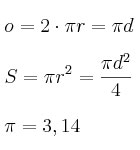 o = 2 · πr = πd
S = πr² = πd²/4
π = 3,14